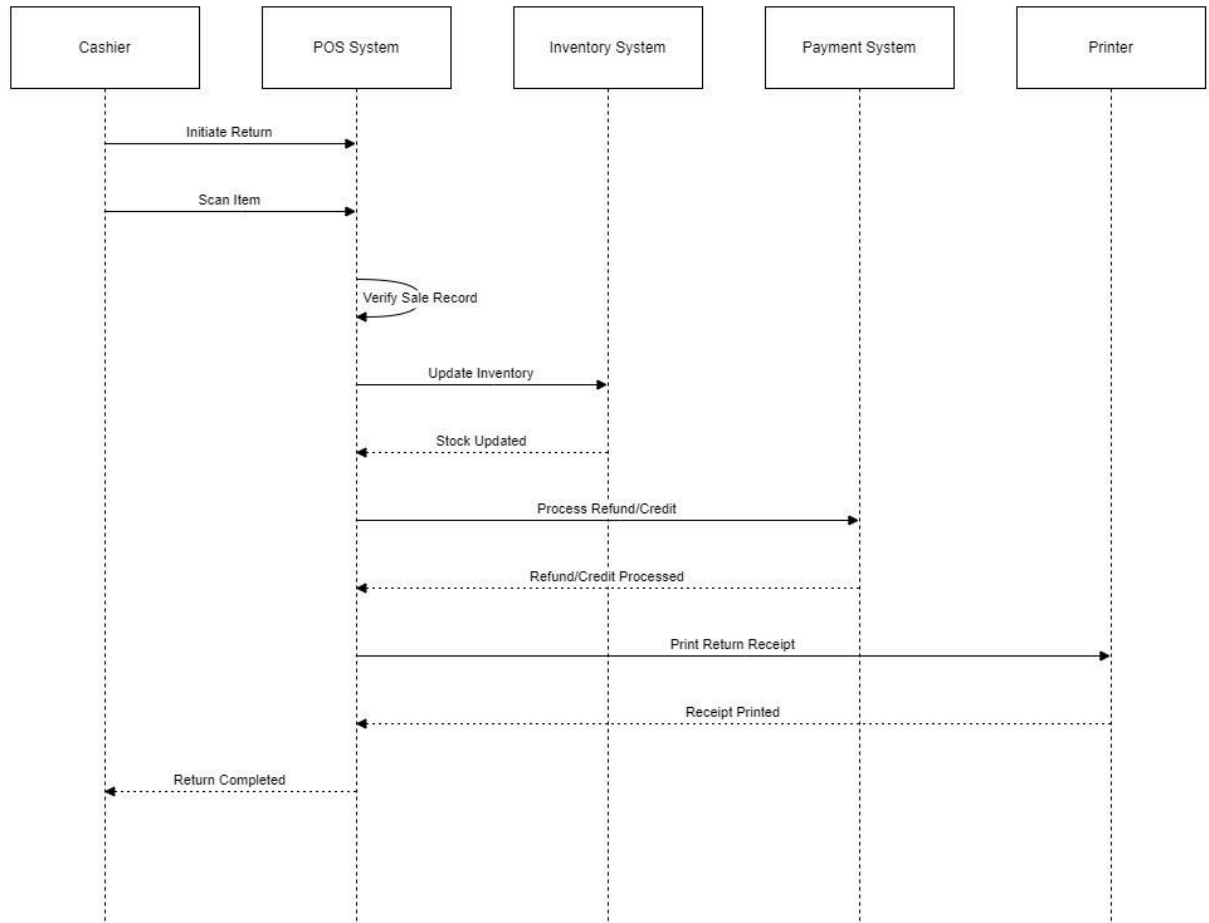 Cashier
POS System
Inventory System
Payment System
Printer
Initiate Return
Scan Item
Verify Sale Record
Update Inventory
Stock Updated
Process Refund/Credit
Refund/Credit Processed
Print Return Receipt
Receipt Printed
Return Completed